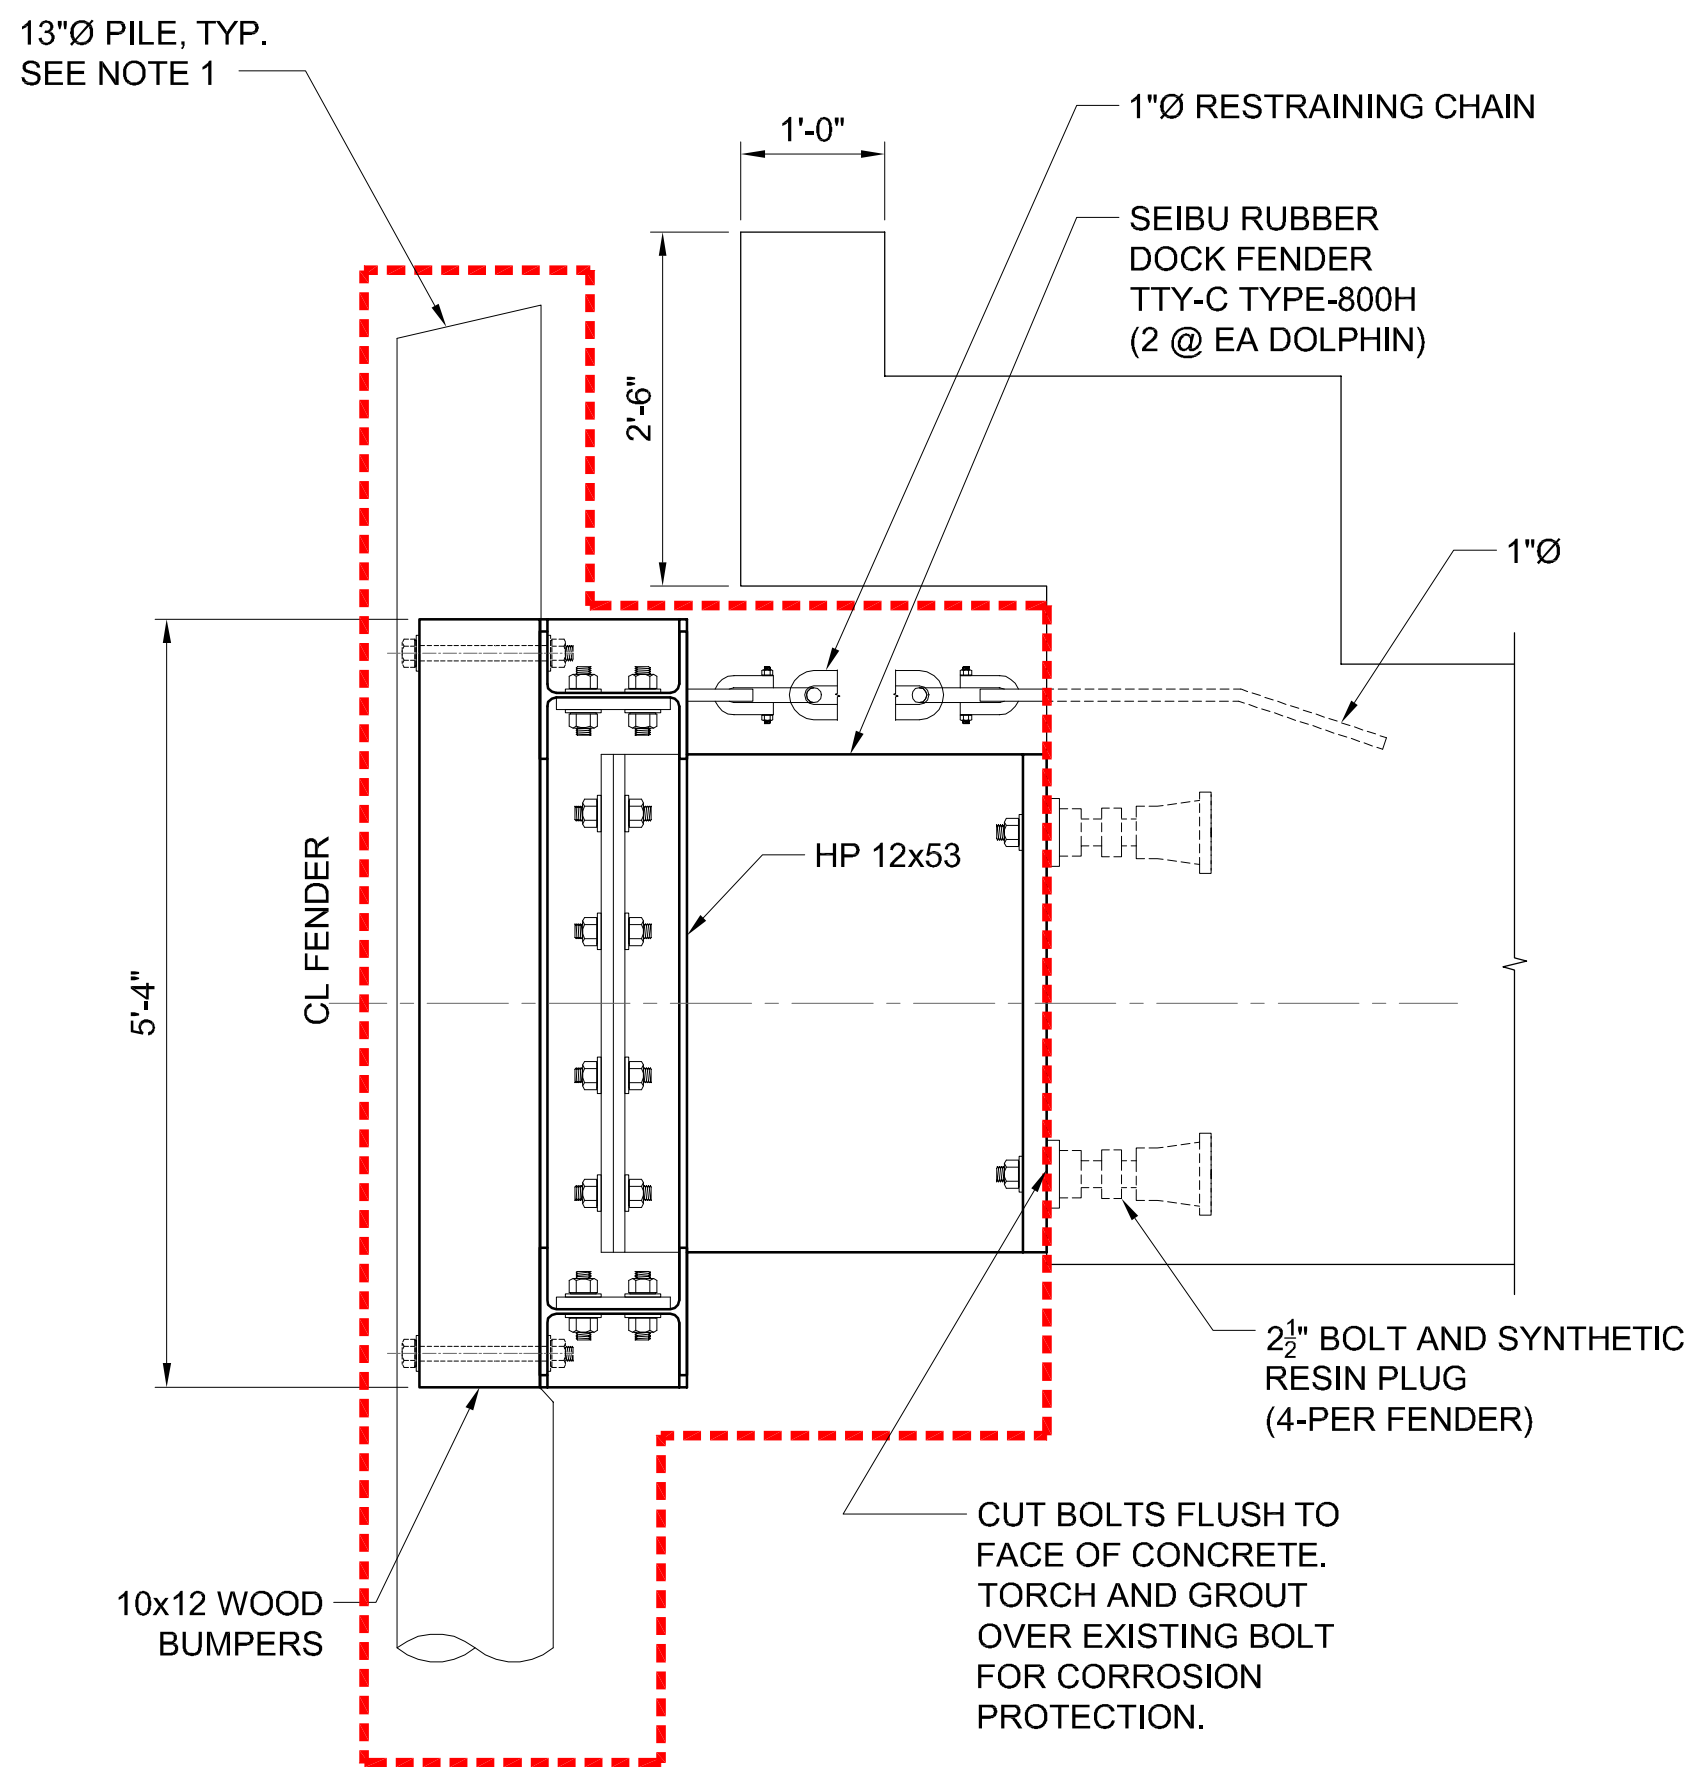 13"Ø PILE, TYP.
SEE NOTE 1
1'-0"
1"Ø RESTRAINING CHAIN
SEIBU RUBBER
DOCK FENDER
TTY-C TYPE-800H
(2 @ EA DOLPHIN)
2'-6"
1"Ø
HP 12x53
CL FENDER
5'-4"
2½" BOLT AND SYNTHETIC
RESIN PLUG
(4-PER FENDER)
CUT BOLTS FLUSH TO
FACE OF CONCRETE.
TORCH AND GROUT
OVER EXISTING BOLT
FOR CORROSION
PROTECTION.
10x12 WOOD
BUMPERS